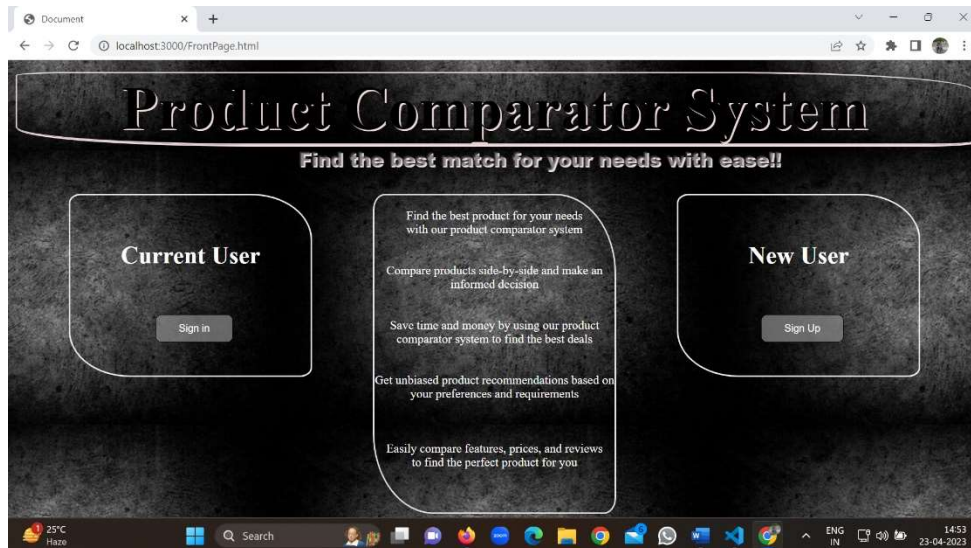 Document
localhost:3000/FrontPage.html
Product Comparator System
Find the best match for your needs with ease!!
Current User
Sign in
Find the best product for your needs
with our product comparator system
Compare products side-by-side and make an
informed decision
Save time and money by using our product
comparator system to find the best deals
Get unbiased product recommendations based on
your preferences and requirements
Easily compare features, prices, and reviews
to find the perfect product for you
New User
Sign Up
1
25°C
Haze
Search
ENG
IN
14:53
23-04-2023